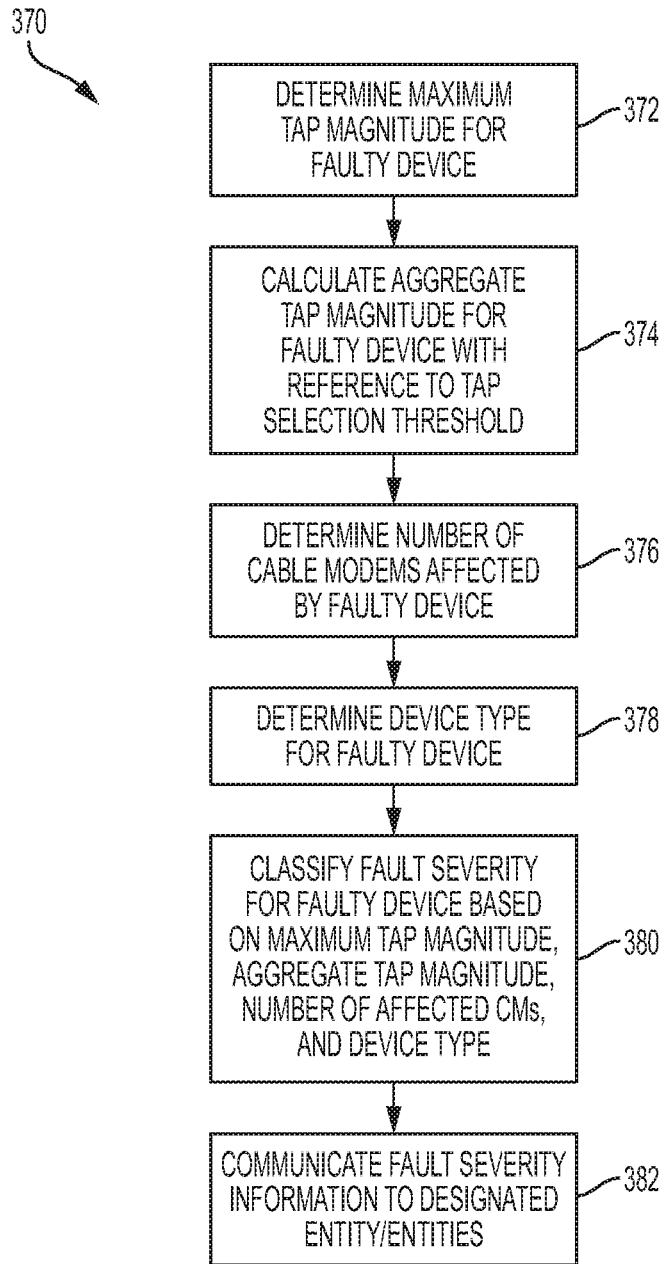 370
DETERMINE MAXIMUM
TAP MAGNITUDE FOR
FAULTY DEVICE
372
CALCULATE AGGREGATE
TAP MAGNITUDE FOR
FAULTY DEVICE WITH
REFERENCE TO TAP
SELECTION THRESHOLD
374
DETERMINE NUMBER OF
CABLE MODEMS AFFECTED
BY FAULTY DEVICE
376
DETERMINE DEVICE TYPE
FOR FAULTY DEVICE
378
CLASSIFY FAULT SEVERITY
FOR FAULTY DEVICE BASED
ON MAXIMUM TAP MAGNITUDE,
AGGREGATE TAP MAGNITUDE,
NUMBER OF AFFECTED CMs,
AND DEVICE TYPE
380
COMMUNICATE FAULT SEVERITY
INFORMATION TO DESIGNATED
ENTITY/ENTITIES
382